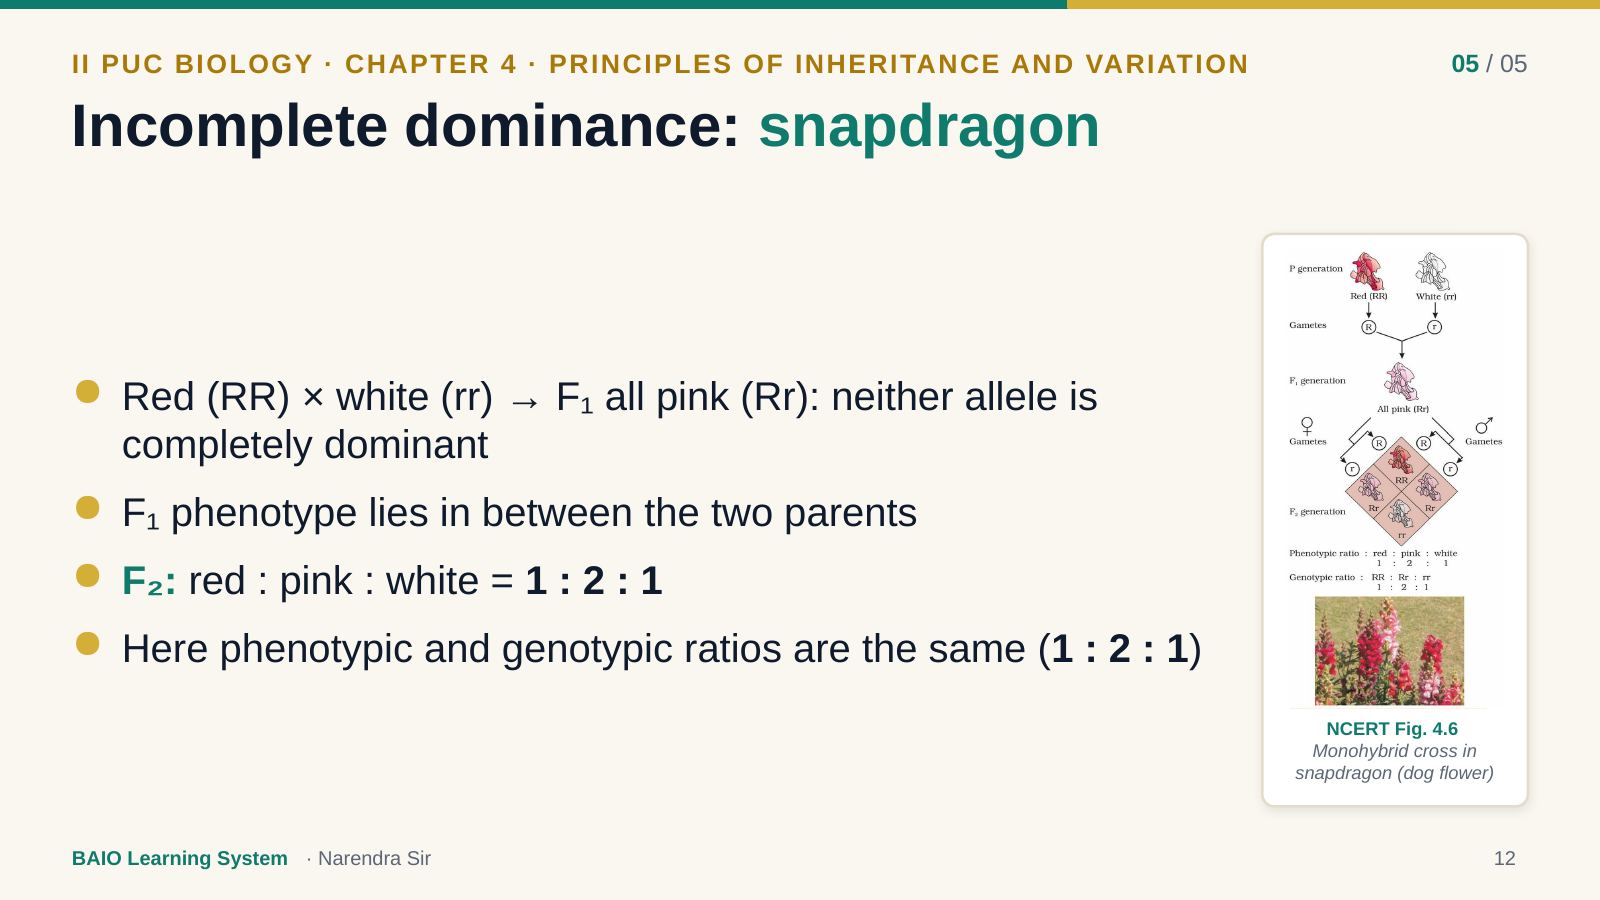 II PUC BIOLOGY · CHAPTER 4 · PRINCIPLES OF INHERITANCE AND VARIATION
05 / 05
Incomplete dominance: snapdragon
Red (RR) × white (rr) → F₁ all pink (Rr): neither allele is
completely dominant
F₁ phenotype lies in between the two parents
F₂: red : pink : white = 1 : 2 : 1
Here phenotypic and genotypic ratios are the same (1 : 2 : 1)
P generation
Red (RR) White (rr)
Gametes R r
F₁ generation
All pink (Rr)
♀ ♂
Gametes R R Gametes
r r
RR
Rr Rr
F₂ generation
rr
Phenotypic ratio : red : pink : white
1 : 2 : 1
Genotypic ratio : RR : Rr : rr
1 : 2 : 1
NCERT Fig. 4.6
Monohybrid cross in
snapdragon (dog flower)
BAIO Learning System · Narendra Sir
12